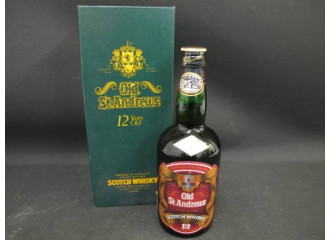 Old
St. Andrews
12 Years Old
SCOTCH WHISKY
Old
St. Andrews
SCOTCH WHISKY
12